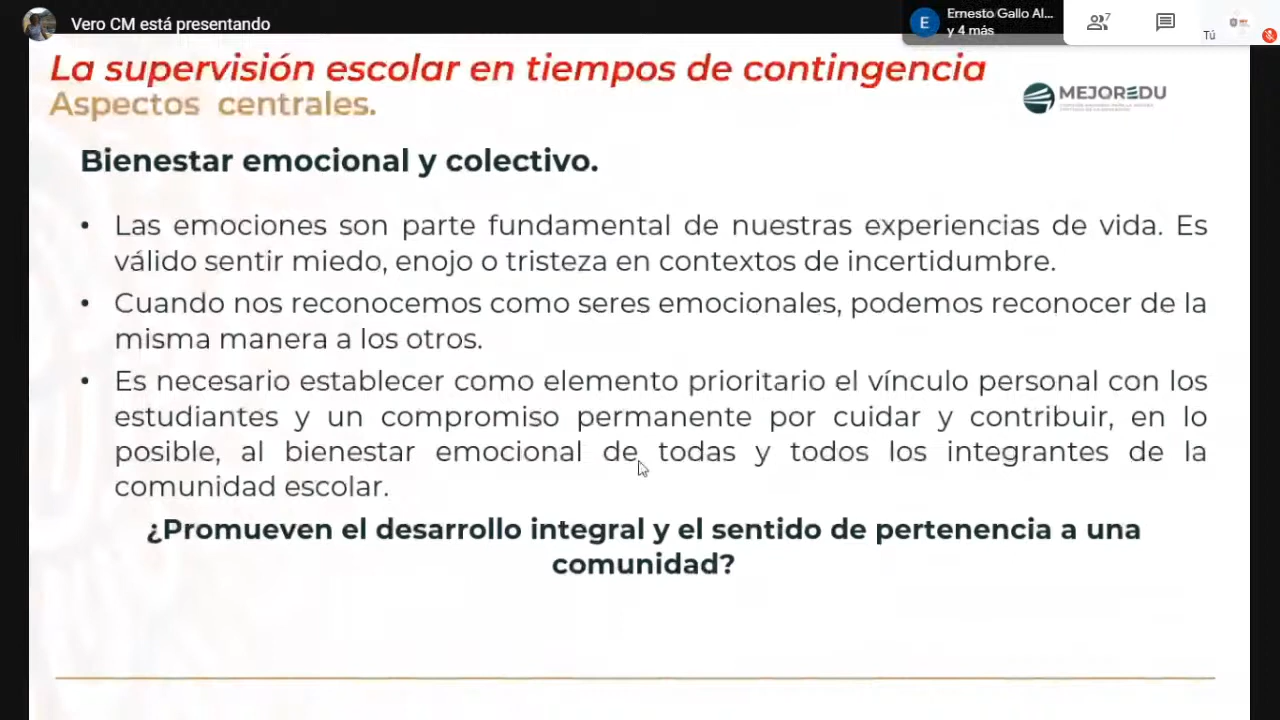 Vero CM está presentando
E
Ernesto Gallo Al...
y 4 más
7
Tú
La supervisión escolar en tiempos de contingencia
Aspectos centrales.
MEJOREDU
Bienestar emocional y colectivo.
• Las emociones son parte fundamental de nuestras experiencias de vida. Es
válido sentir miedo, enojo o tristeza en contextos de incertidumbre.
• Cuando nos reconocemos como seres emocionales, podemos reconocer de la
misma manera a los otros.
• Es necesario establecer como elemento prioritario el vínculo personal con los
estudiantes y un compromiso permanente por cuidar y contribuir, en lo
posible, al bienestar emocional de todas y todos los integrantes de la
comunidad escolar.
¿Promueven el desarrollo integral y el sentido de pertenencia a una
comunidad?